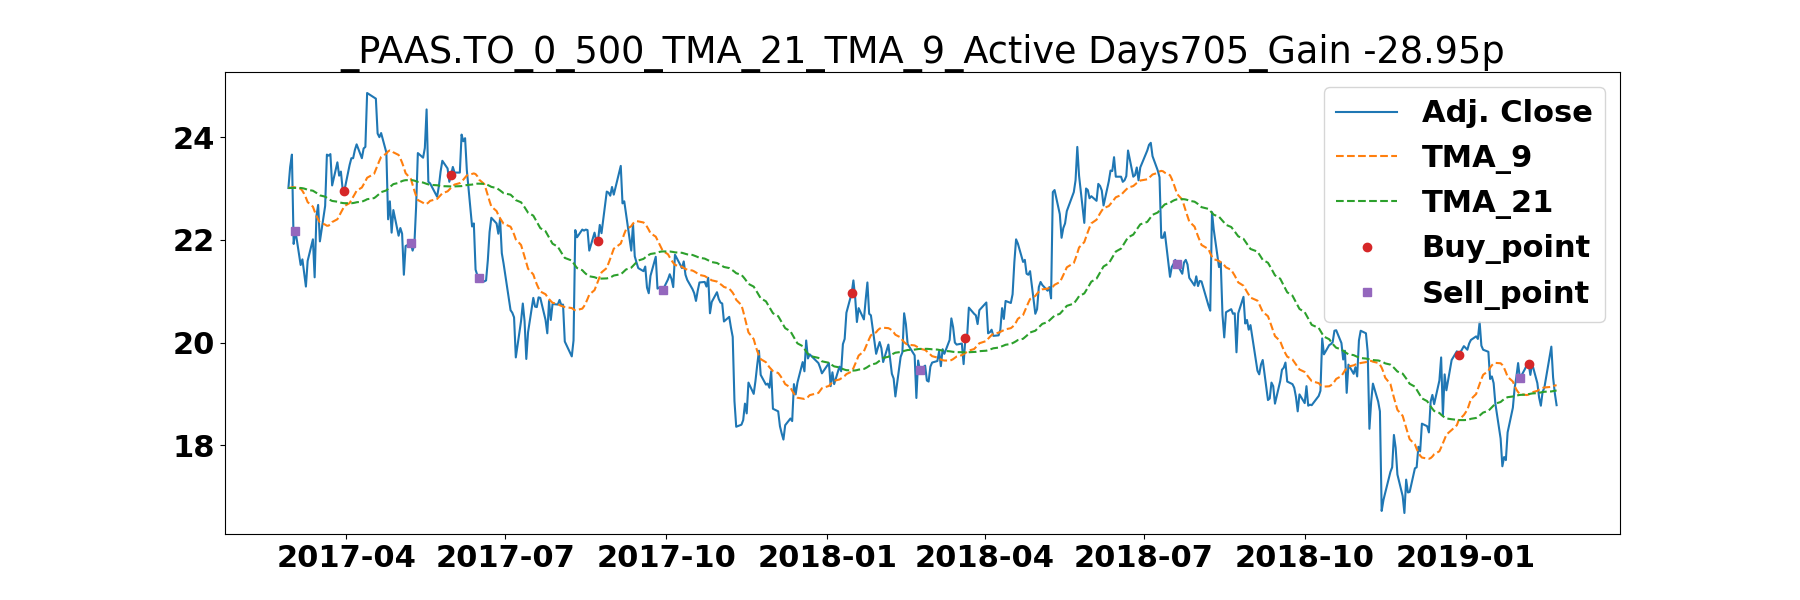 _PAAS.TO_0_500_TMA_21_TMA_9_Active Days705_Gain -28.95p
Adj. Close
TMA_9
TMA_21
Buy_point
Sell_point
24
22
20
18
2017-04 2017-07 2017-10 2018-01 2018-04 2018-07 2018-10 2019-01